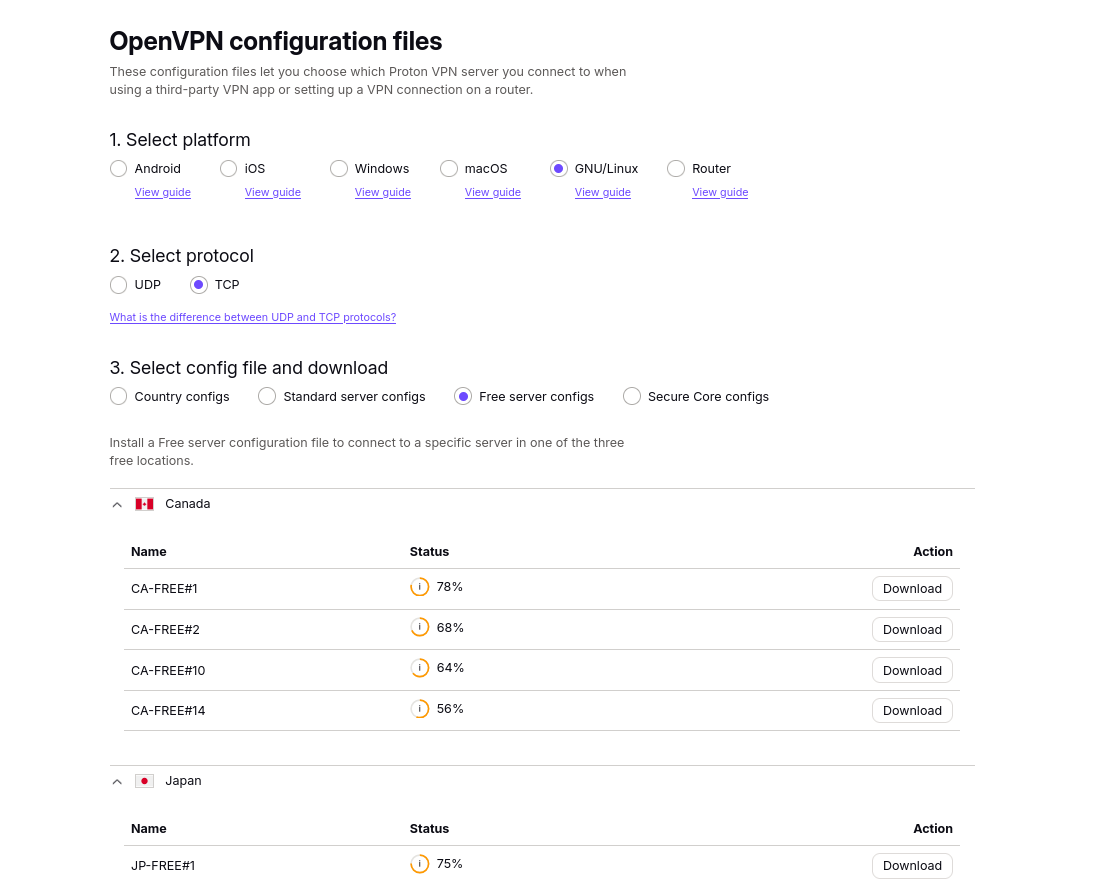 OpenVPN configuration files
These configuration files let you choose which Proton VPN server you connect to when
using a third-party VPN app or setting up a VPN connection on a router.
1. Select platform
Android iOS Windows macOS GNU/Linux Router
View guide View guide View guide View guide View guide View guide
2. Select protocol
UDP TCP
What is the difference between UDP and TCP protocols?
3. Select config file and download
Country configs Standard server configs Free server configs Secure Core configs
Install a Free server configuration file to connect to a specific server in one of the three
free locations.
Canada
Name Status Action
CA-FREE#1 i 78% Download
CA-FREE#2 i 68% Download
CA-FREE#10 i 64% Download
CA-FREE#14 i 56% Download
Japan
Name Status Action
JP-FREE#1 i 75% Download